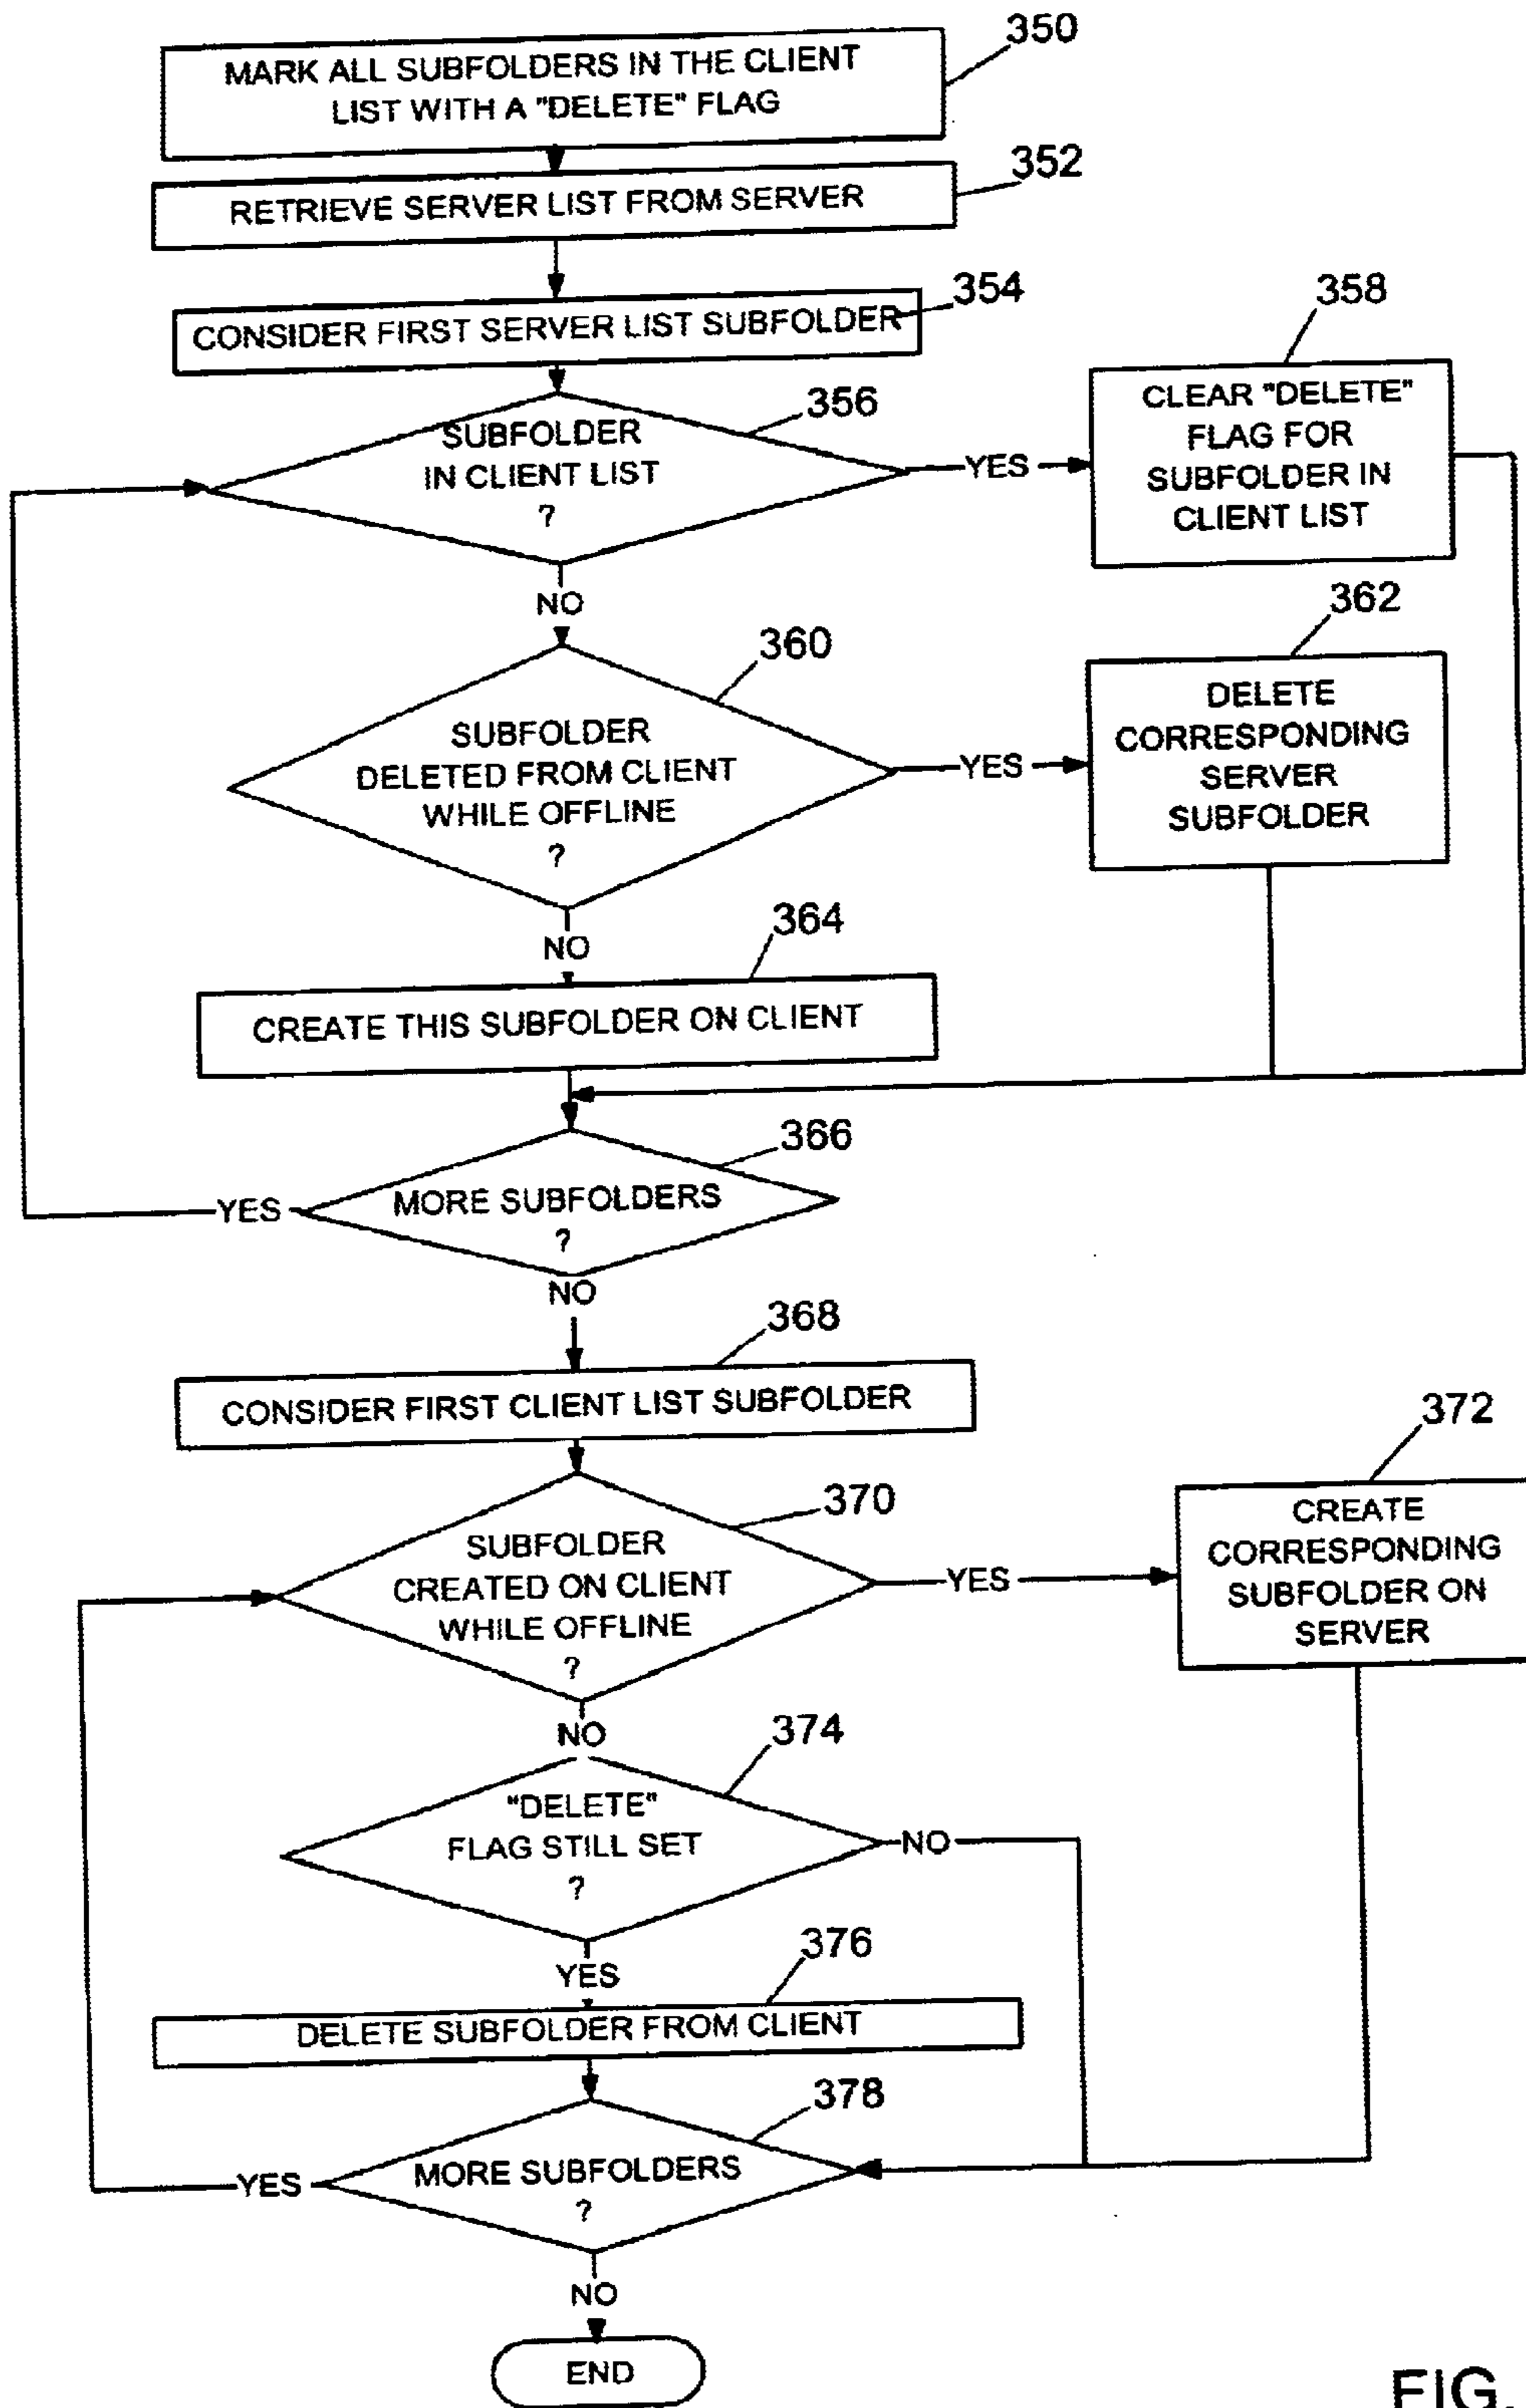 350
MARK ALL SUBFOLDERS IN THE CLIENT
LIST WITH A "DELETE" FLAG
352
RETRIEVE SERVER LIST FROM SERVER
354
CONSIDER FIRST SERVER LIST SUBFOLDER
356
SUBFOLDER
IN CLIENT LIST
?
YES
358
CLEAR "DELETE"
FLAG FOR
SUBFOLDER IN
CLIENT LIST
NO
360
SUBFOLDER
DELETED FROM CLIENT
WHILE OFFLINE
?
YES
362
DELETE
CORRESPONDING
SERVER
SUBFOLDER
NO
364
CREATE THIS SUBFOLDER ON CLIENT
366
MORE SUBFOLDERS
?
YES
NO
368
CONSIDER FIRST CLIENT LIST SUBFOLDER
370
SUBFOLDER
CREATED ON CLIENT
WHILE OFFLINE
?
YES
372
CREATE
CORRESPONDING
SUBFOLDER ON
SERVER
NO
374
"DELETE"
FLAG STILL SET
?
NO
YES
376
DELETE SUBFOLDER FROM CLIENT
378
MORE SUBFOLDERS
?
YES
NO
END
FIG.